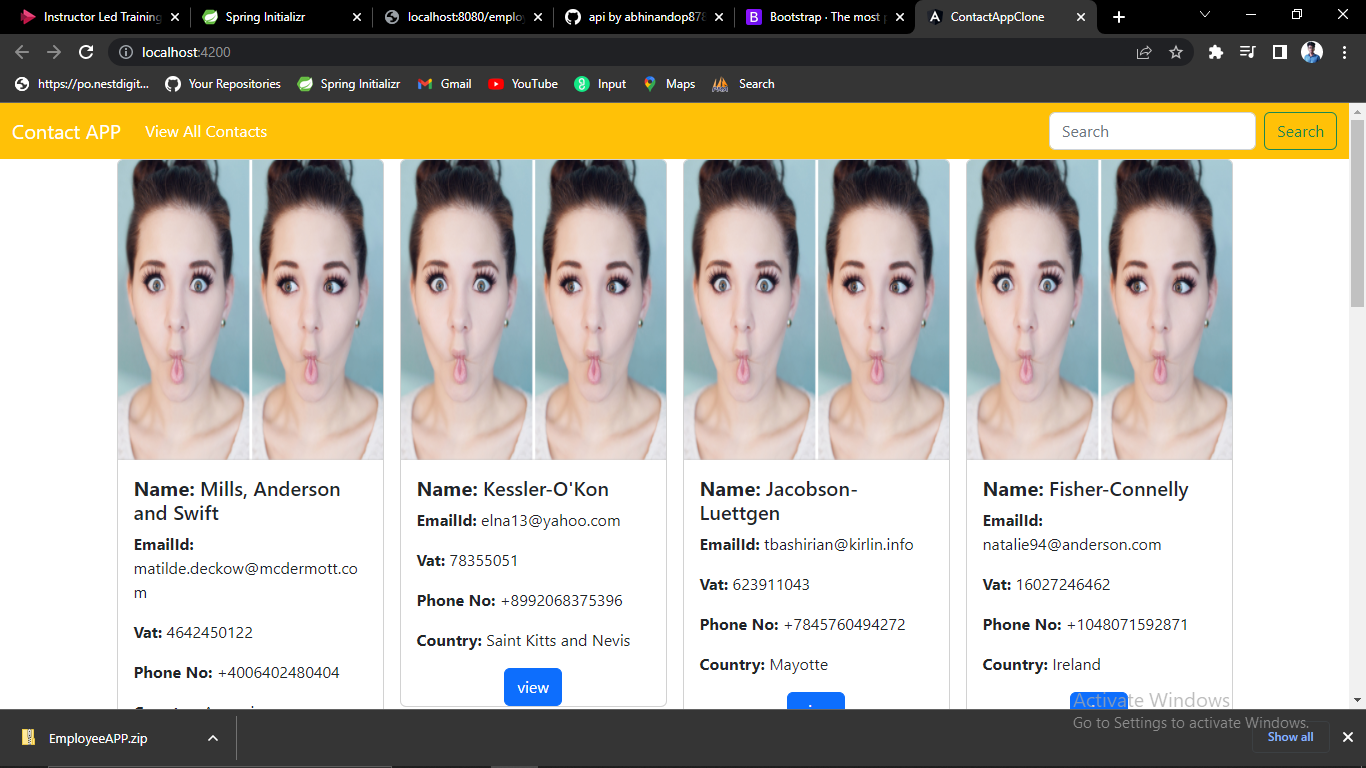 Instructor Led Training
Spring Initializr
localhost:8080/emplo
api by abhinandop878
Bootstrap · The most p
ContactAppClone
localhost:4200
https://po.nestdigit...
Your Repositories
Spring Initializr
Gmail
YouTube
Input
Maps
Search
Contact APP
View All Contacts
Search
Search
Name: Mills, Anderson
and Swift
EmailId:
matilde.deckow@mcdermott.co
m
Vat: 4642450122
Phone No: +4006402480404
Name: Kessler-O'Kon
EmailId: elna13@yahoo.com
Vat: 78355051
Phone No: +8992068375396
Country: Saint Kitts and Nevis
view
Name: Jacobson-
Luettgen
EmailId: tbashirian@kirlin.info
Vat: 623911043
Phone No: +7845760494272
Country: Mayotte
Name: Fisher-Connelly
EmailId:
natalie94@anderson.com
Vat: 16027246462
Phone No: +1048071592871
Country: Ireland
Activate Windows
Go to Settings to activate Windows.
EmployeeAPP.zip
Show all